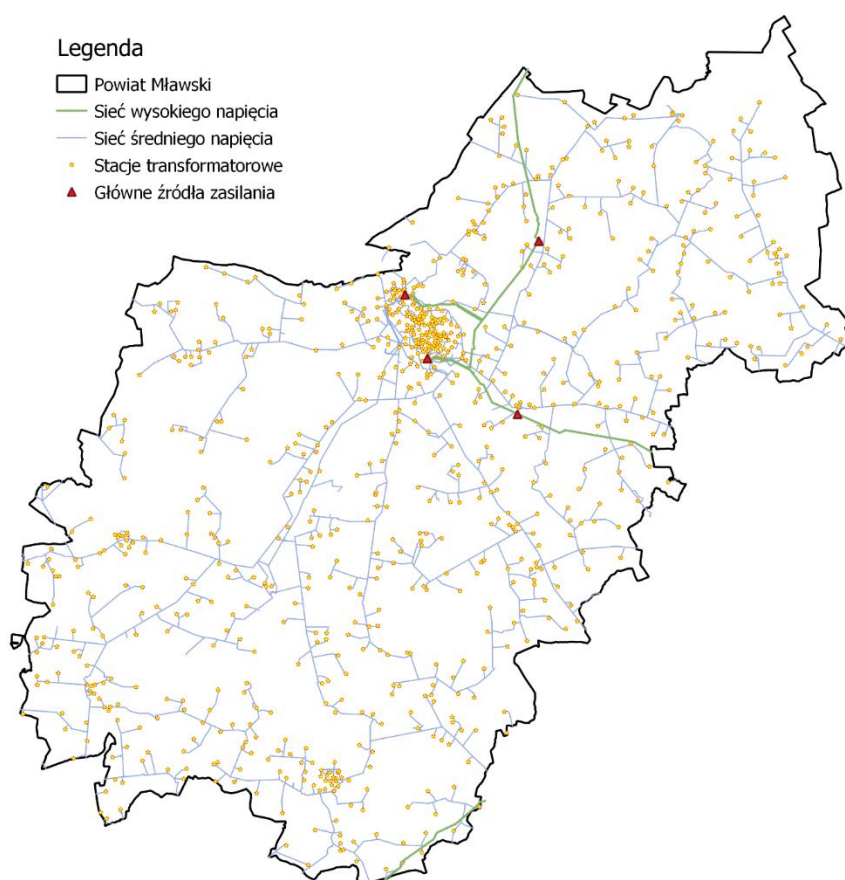 Legenda
Powiat Mławski
Sieć wysokiego napięcia
Sieć średniego napięcia
Stacje transformatorowe
Główne źródła zasilania